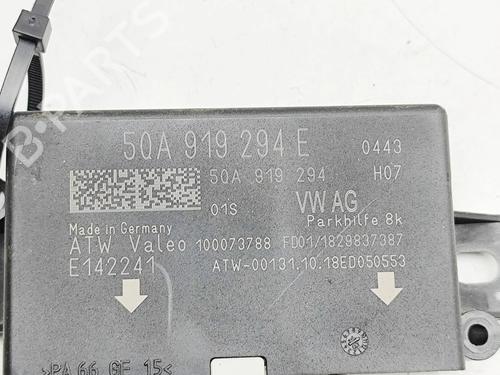 5QA 919 294 E 0443
5QA 919 294 H07
01S VW AG
Parkhilfe 8k
Made in Germany
ATW Valeo 100073788 FD01/1829837387
E142241 ATW-00131.10.18ED050553
>PA 66 GF 15<